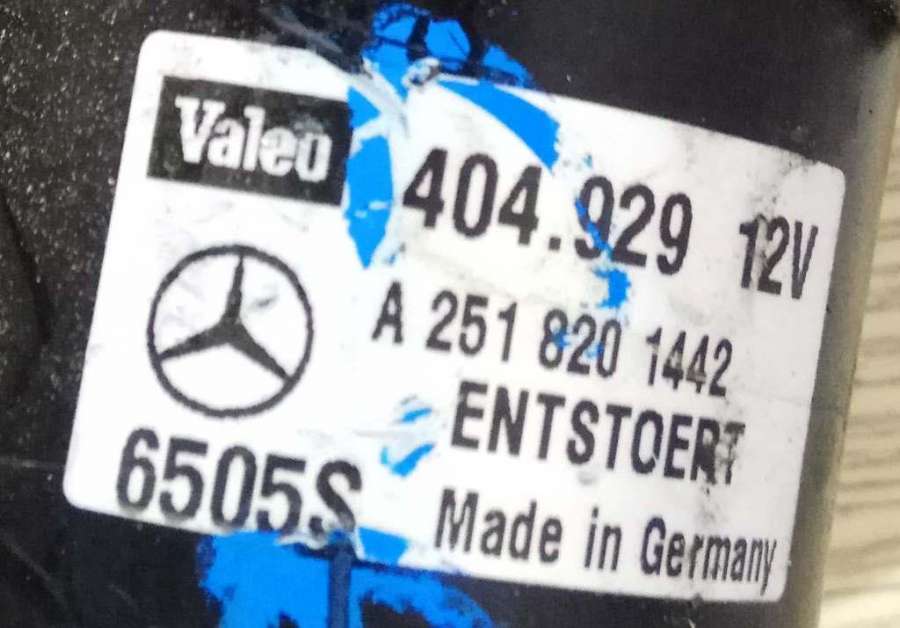 Valeo
404.929 12V
A 251 820 1442
ENTSTOERT
6505S
Made in Germany